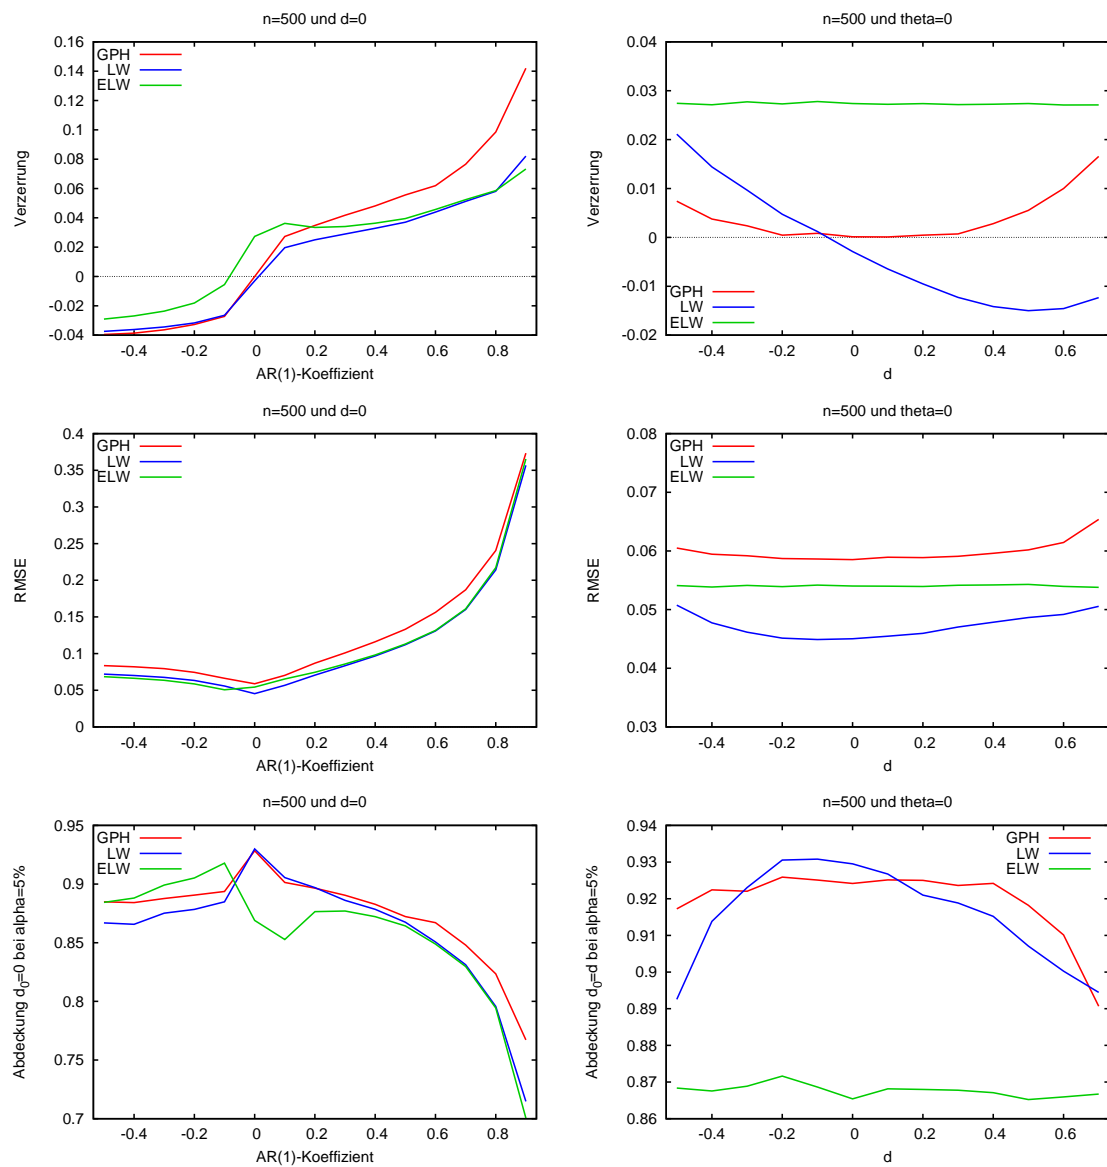 n=500 und d=0
Verzerrung
0.16
0.14
0.12
0.1
0.08
0.06
0.04
0.02
0
-0.02
-0.04
GPH
LW
ELW
-0.4 -0.2 0 0.2 0.4 0.6 0.8
AR(1)-Koeffizient
n=500 und theta=0
Verzerrung
0.04
0.03
0.02
0.01
0
-0.01
-0.02
GPH
LW
ELW
-0.4 -0.2 0 0.2 0.4 0.6
d
n=500 und d=0
RMSE
0.4
0.35
0.3
0.25
0.2
0.15
0.1
0.05
0
GPH
LW
ELW
-0.4 -0.2 0 0.2 0.4 0.6 0.8
AR(1)-Koeffizient
n=500 und theta=0
RMSE
0.08
0.07
0.06
0.05
0.04
0.03
GPH
LW
ELW
-0.4 -0.2 0 0.2 0.4 0.6
d
n=500 und d=0
Abdeckung d₀=0 bei alpha=5%
0.95
0.9
0.85
0.8
0.75
0.7
GPH
LW
ELW
-0.4 -0.2 0 0.2 0.4 0.6 0.8
AR(1)-Koeffizient
n=500 und theta=0
Abdeckung d₀=d bei alpha=5%
0.94
0.93
0.92
0.91
0.9
0.89
0.88
0.87
0.86
GPH
LW
ELW
-0.4 -0.2 0 0.2 0.4 0.6
d